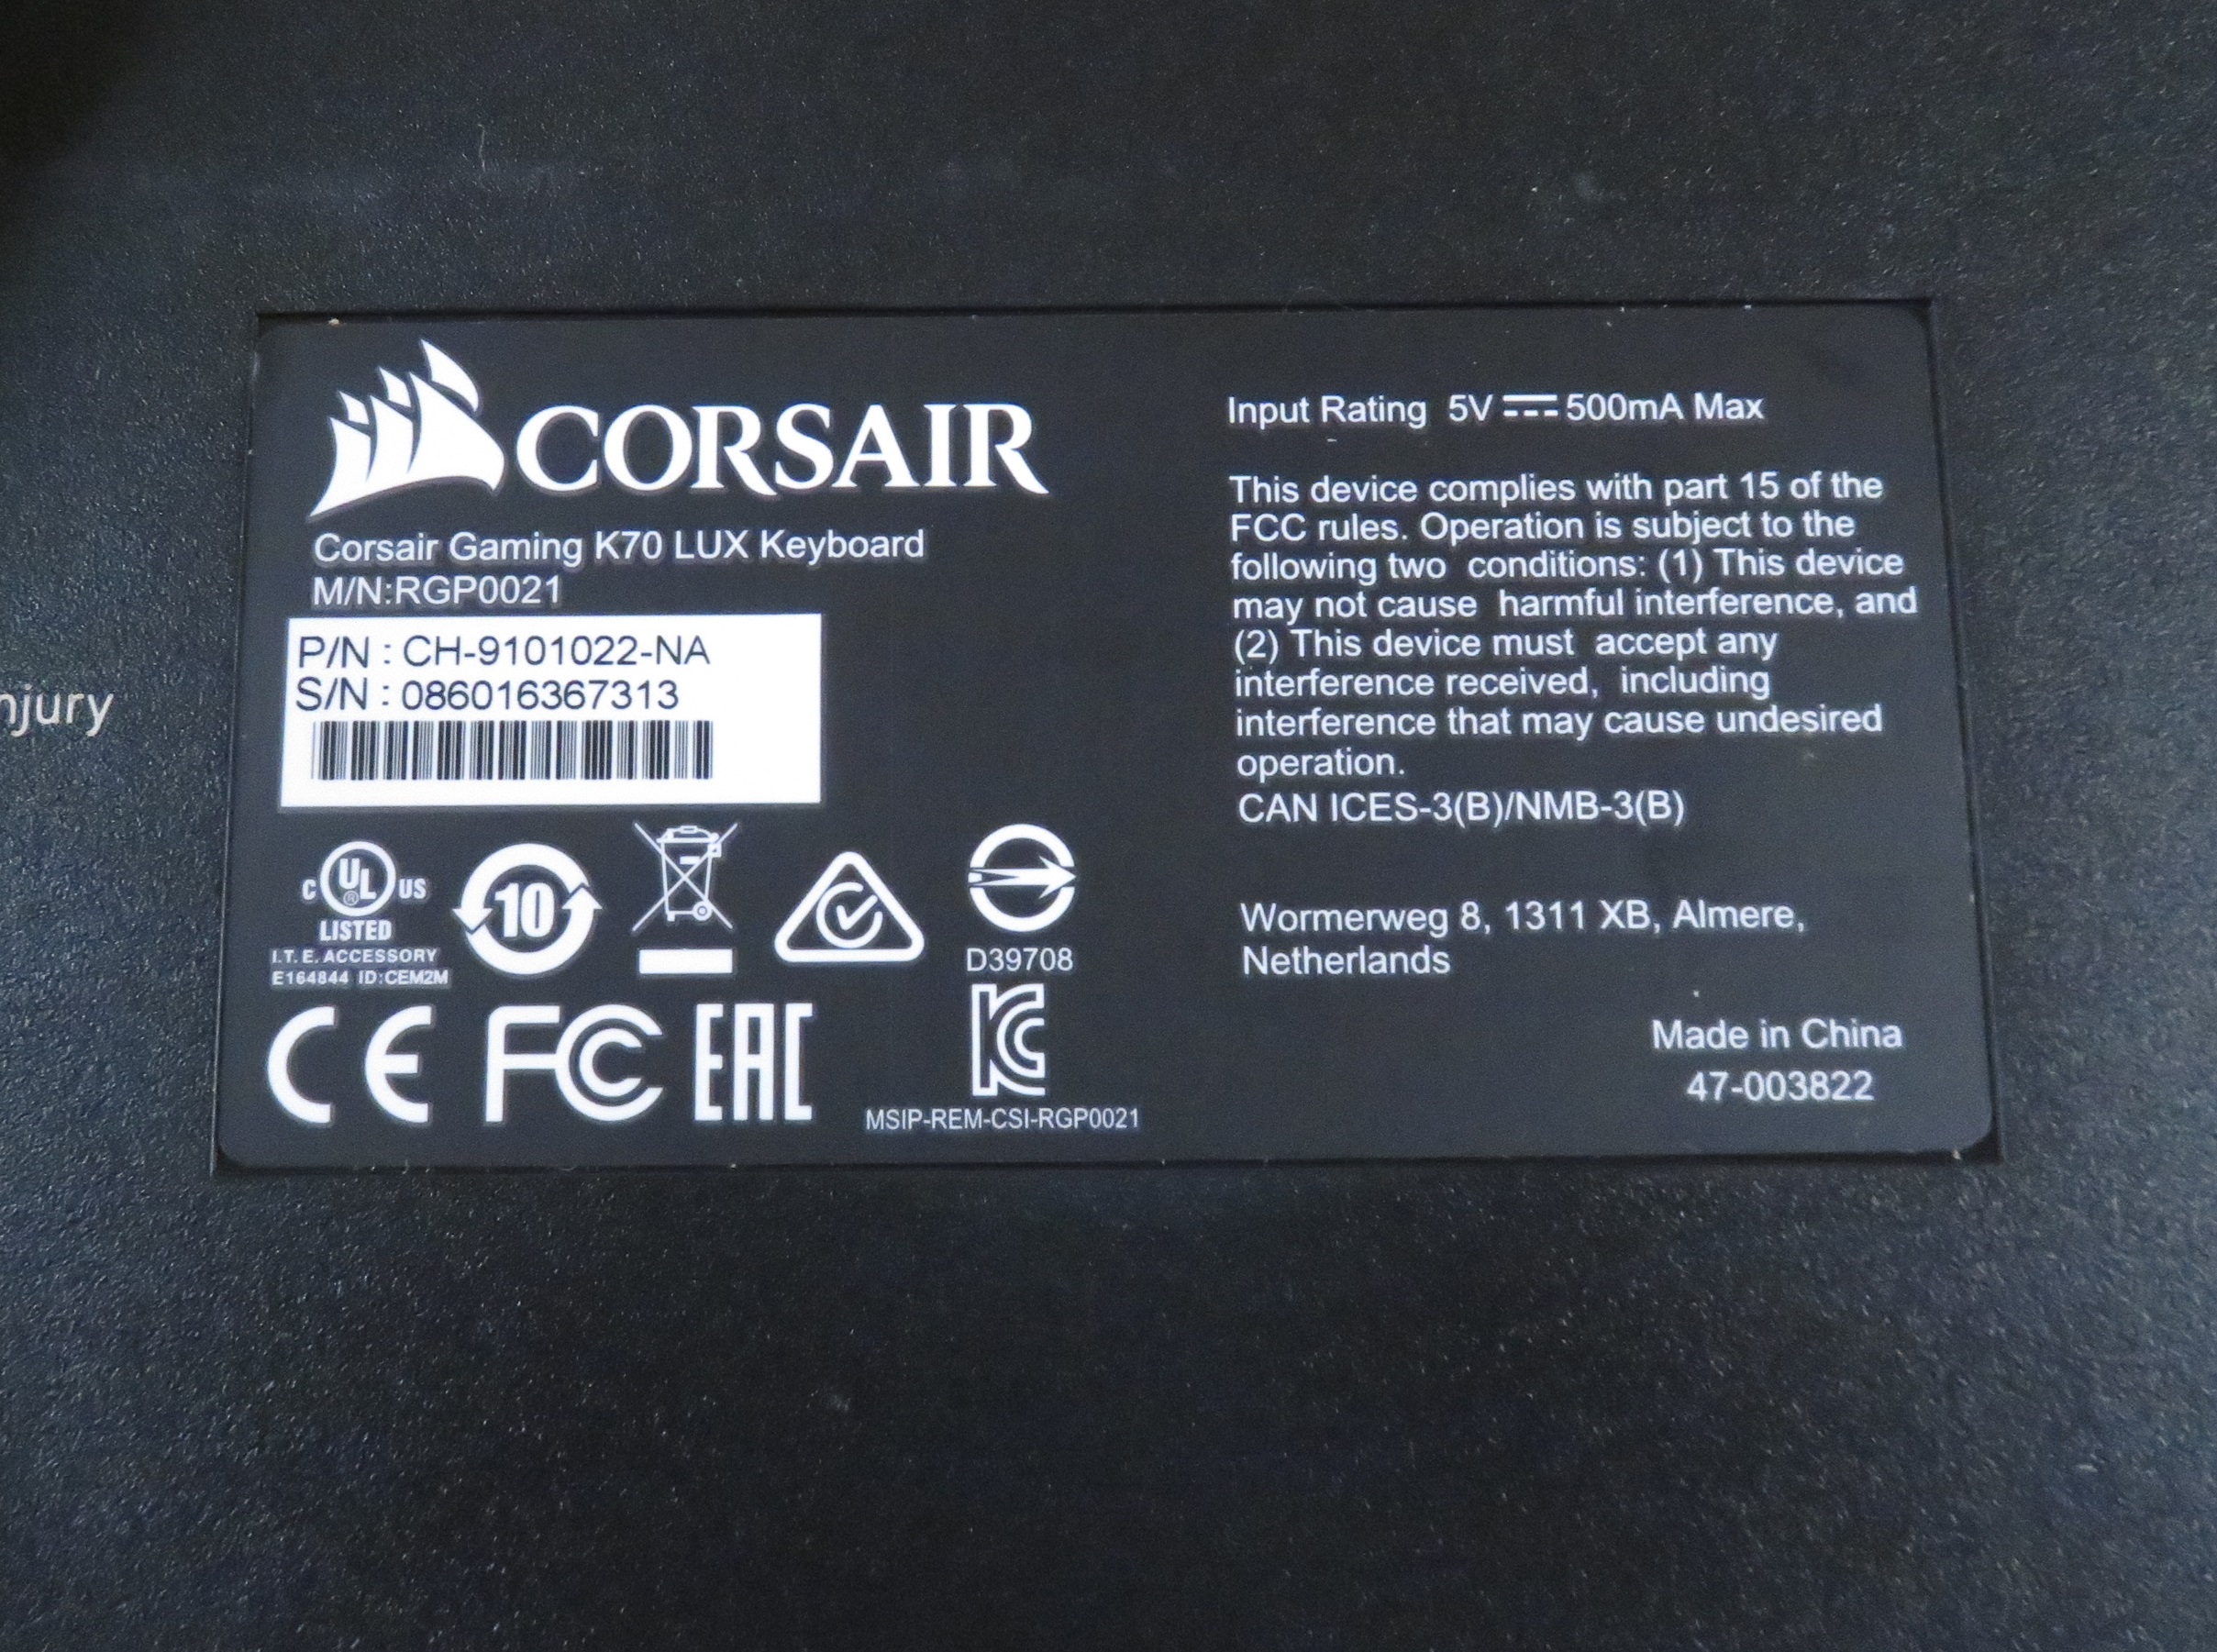 CORSAIR
Corsair Gaming K70 LUX Keyboard
M/N:RGP0021
P/N : CH-9101022-NA
S/N : 086016367313
C UL® US
LISTED
I.T.E. ACCESSORY
E164844 ID:CEM2M
10
D39708
CE FC EAC KC
MSIP-REM-CSI-RGP0021
Input Rating 5V 500mA Max
This device complies with part 15 of the
FCC rules. Operation is subject to the
following two conditions: (1) This device
may not cause harmful interference, and
(2) This device must accept any
interference received, including
interference that may cause undesired
operation.
CAN ICES-3(B)/NMB-3(B)
Wormerweg 8, 1311 XB, Almere,
Netherlands
Made in China
47-003822